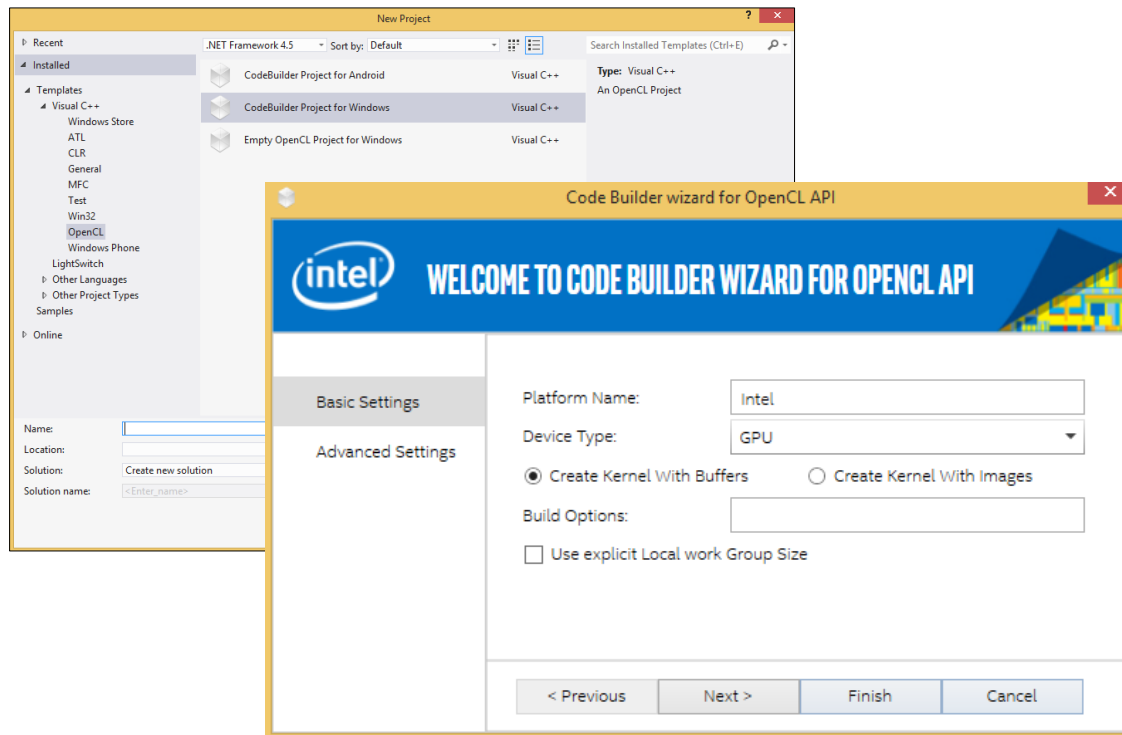 New Project
? ×
Recent
.NET Framework 4.5 Sort by: Default
Search Installed Templates (Ctrl+E)
Installed
Templates
Visual C++
Windows Store
ATL
CLR
General
MFC
Test
Win32
OpenCL
Windows Phone
LightSwitch
Other Languages
Other Project Types
Samples
Online
CodeBuilder Project for Android Visual C++
CodeBuilder Project for Windows Visual C++
Empty OpenCL Project for Windows Visual C++
Type: Visual C++
An OpenCL Project
Name:
Location:
Solution: Create new solution
Solution name: <Enter_name>
Code Builder wizard for OpenCL API
×
intel WELCOME TO CODE BUILDER WIZARD FOR OPENCL API
Basic Settings
Advanced Settings
Platform Name: Intel
Device Type: GPU
Create Kernel With Buffers Create Kernel With Images
Build Options:
Use explicit Local work Group Size
< Previous Next > Finish Cancel